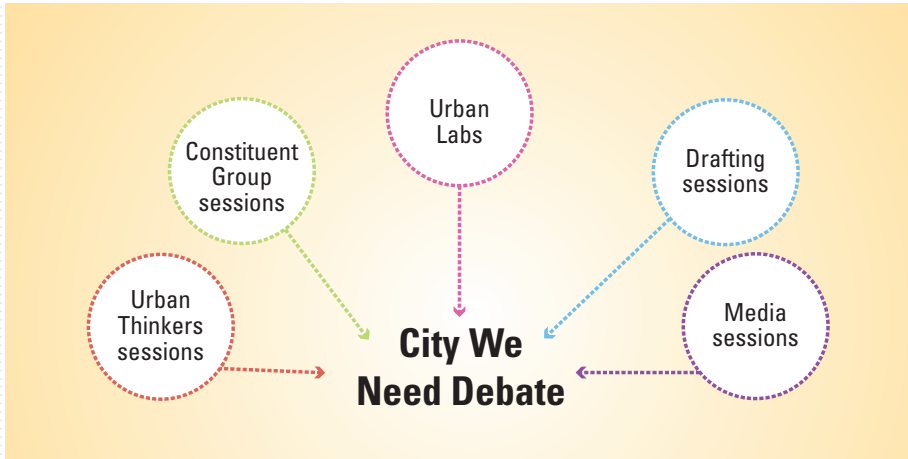 Urban
Thinkers
sessions
Constituent
Group
sessions
Urban
Labs
Drafting
sessions
Media
sessions
City We
Need Debate